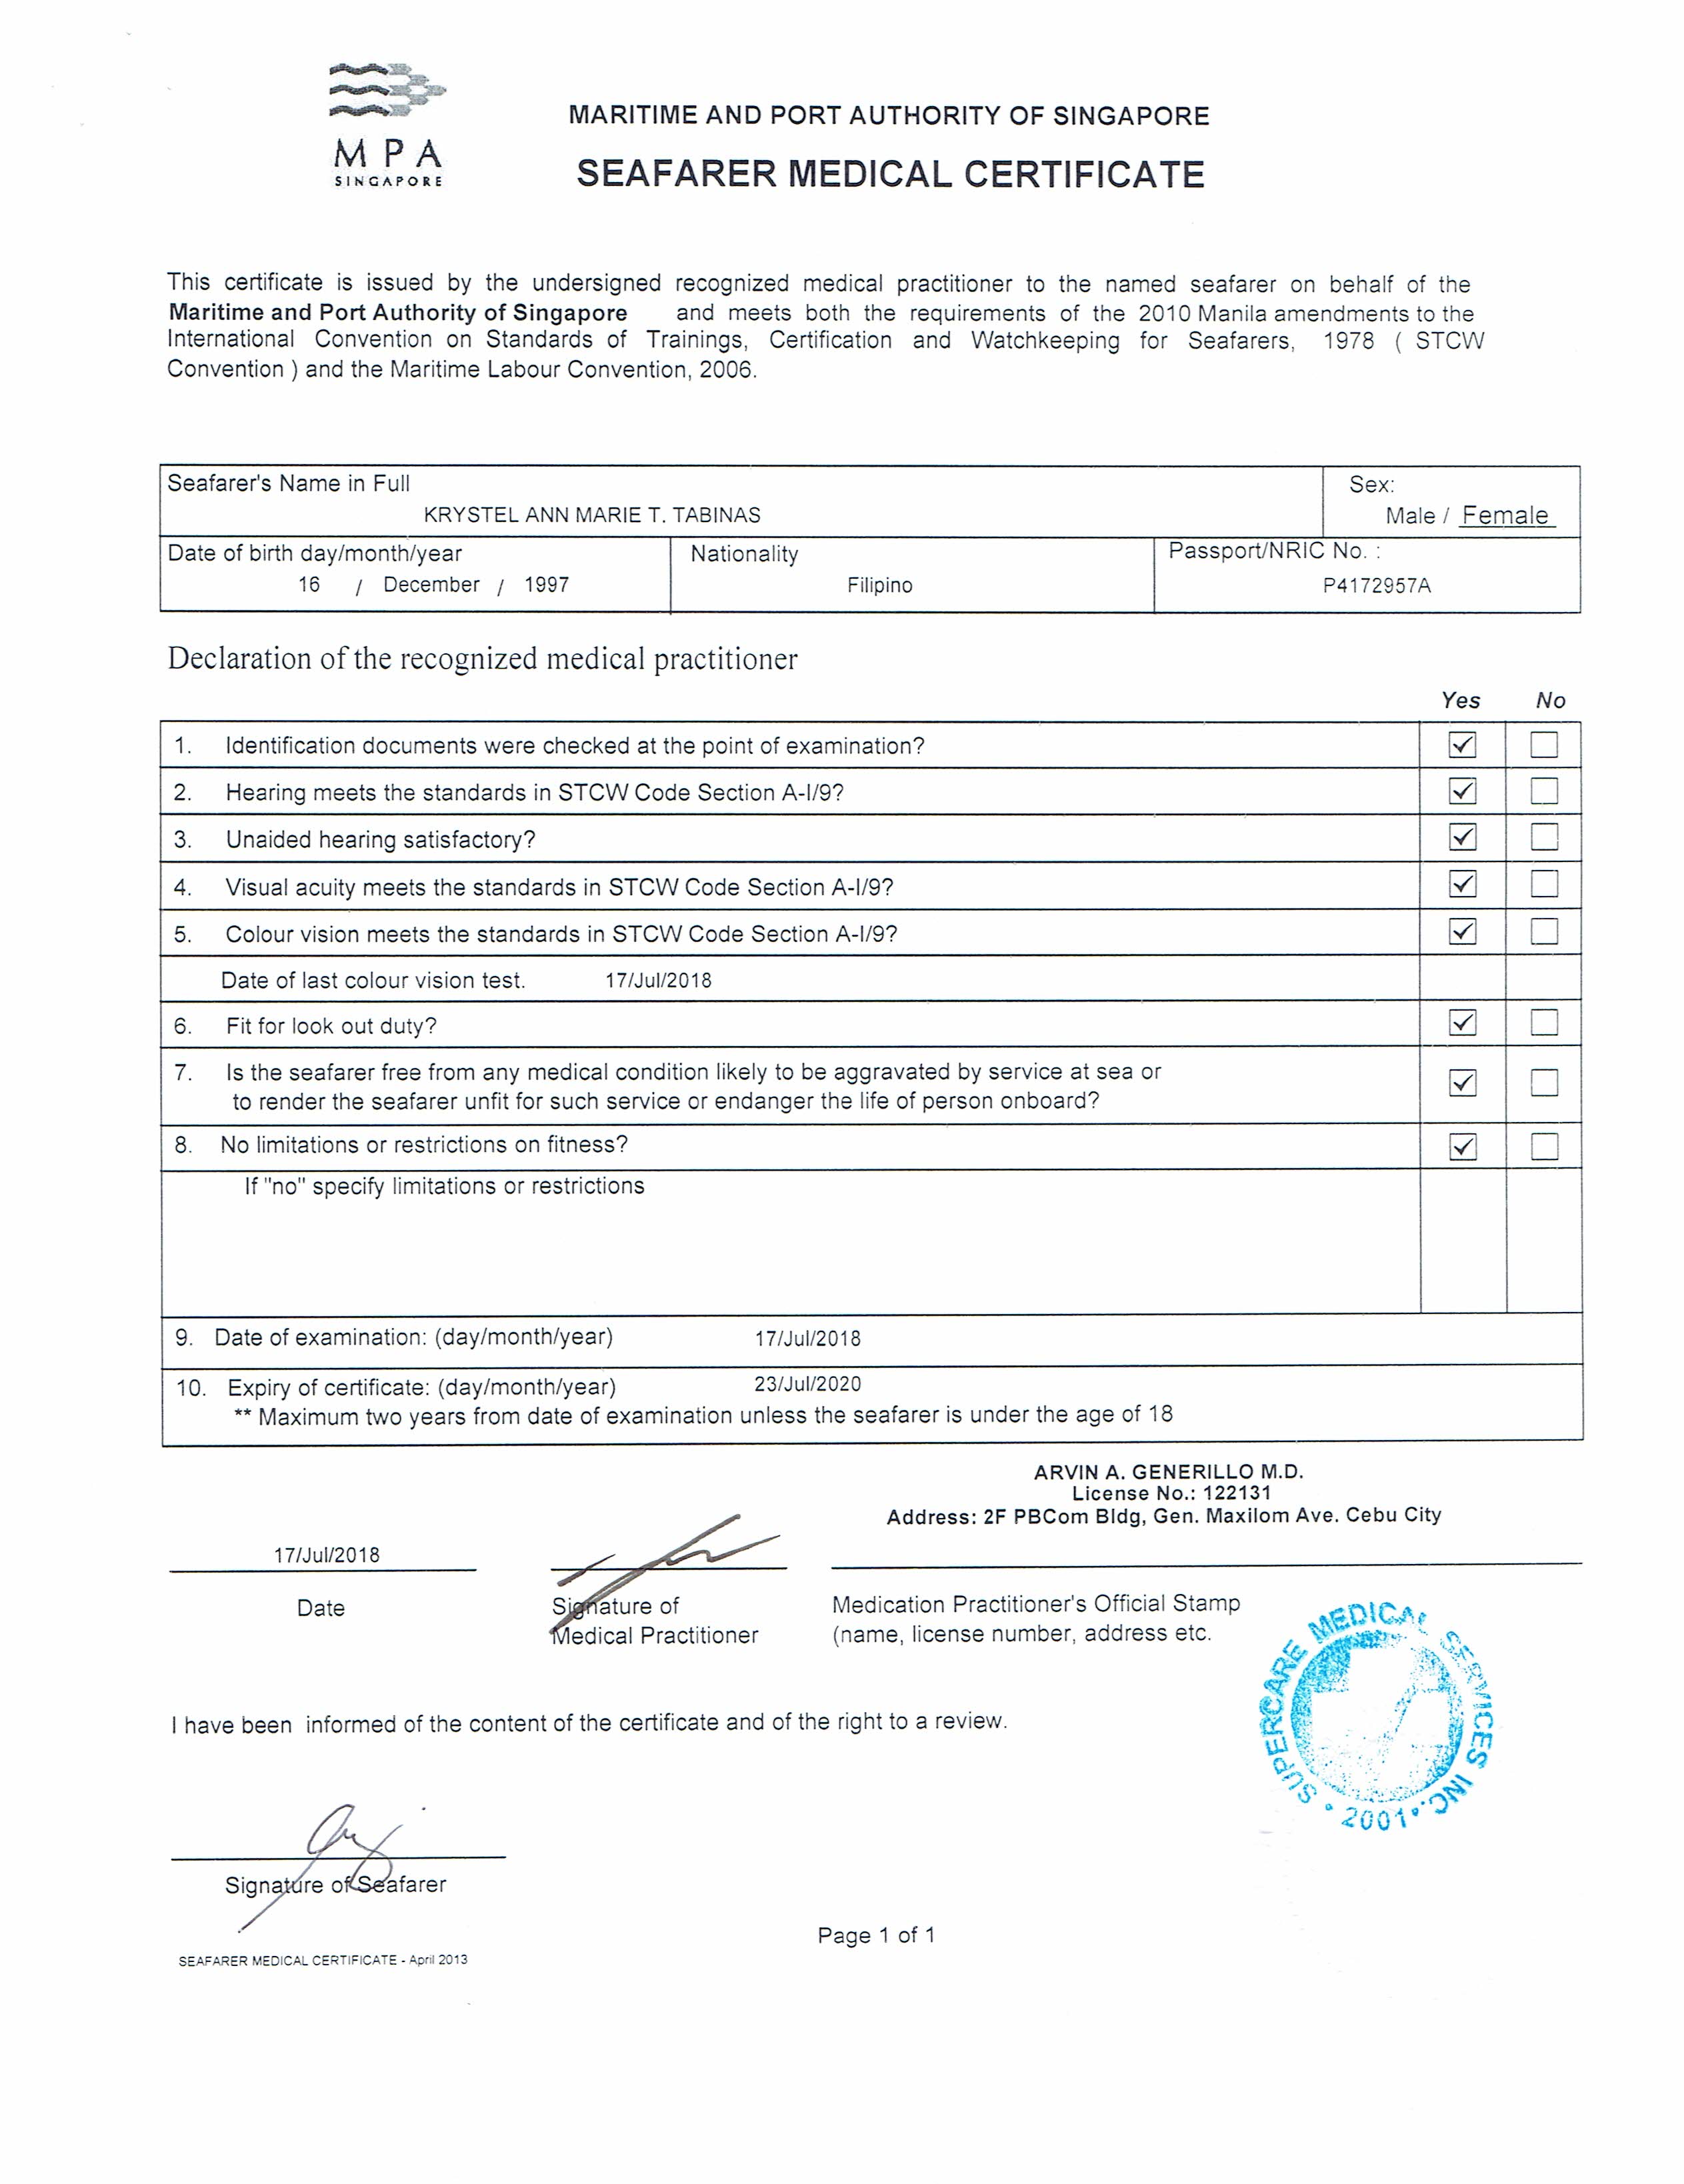 MPA
SINGAPORE
MARITIME AND PORT AUTHORITY OF SINGAPORE
SEAFARER MEDICAL CERTIFICATE
This certificate is issued by the undersigned recognized medical practitioner to the named seafarer on behalf of the
Maritime and Port Authority of Singapore and meets both the requirements of the 2010 Manila amendments to the
International Convention on Standards of Trainings, Certification and Watchkeeping for Seafarers, 1978 ( STCW
Convention ) and the Maritime Labour Convention, 2006.
Seafarer's Name in Full
KRYSTEL ANN MARIE T. TABINAS
Sex:
Male / Female
Date of birth day/month/year
16 / December / 1997
Nationality
Filipino
Passport/NRIC No. :
P4172957A
Declaration of the recognized medical practitioner
Yes No
1. Identification documents were checked at the point of examination?
2. Hearing meets the standards in STCW Code Section A-I/9?
3. Unaided hearing satisfactory?
4. Visual acuity meets the standards in STCW Code Section A-I/9?
5. Colour vision meets the standards in STCW Code Section A-I/9?
Date of last colour vision test. 17/Jul/2018
6. Fit for look out duty?
7. Is the seafarer free from any medical condition likely to be aggravated by service at sea or
to render the seafarer unfit for such service or endanger the life of person onboard?
8. No limitations or restrictions on fitness?
If "no" specify limitations or restrictions
9. Date of examination: (day/month/year) 17/Jul/2018
10. Expiry of certificate: (day/month/year) 23/Jul/2020
** Maximum two years from date of examination unless the seafarer is under the age of 18
ARVIN A. GENERILLO M.D.
License No.: 122131
Address: 2F PBCom Bldg, Gen. Maxilom Ave. Cebu City
17/Jul/2018
Date
Signature of
Medical Practitioner
Medication Practitioner's Official Stamp
(name, license number, address etc.
SUPERCARE MEDICAL SERVICES INC. • 2001 •
I have been informed of the content of the certificate and of the right to a review.
Signature of Seafarer
Page 1 of 1
SEAFARER MEDICAL CERTIFICATE - April 2013